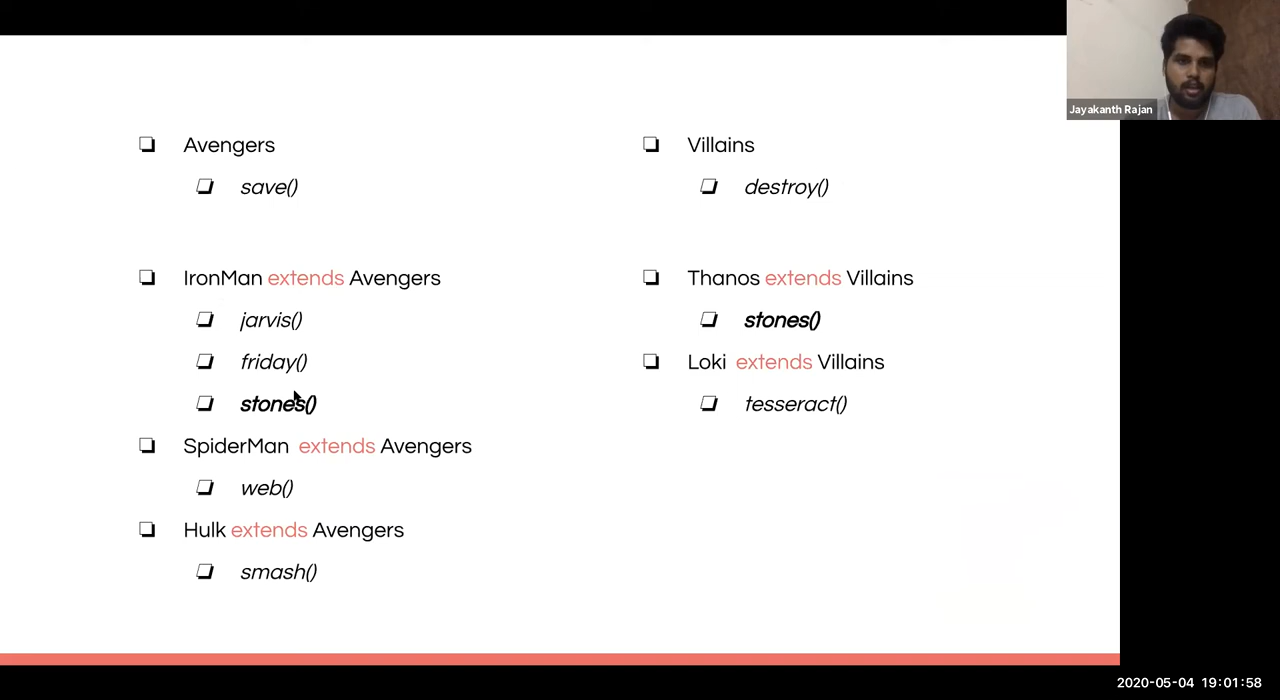 Avengers
save()
IronMan extends Avengers
jarvis()
friday()
stones()
SpiderMan extends Avengers
web()
Hulk extends Avengers
smash()
Villains
destroy()
Thanos extends Villains
stones()
Loki extends Villains
tesseract()
Jayakanth Rajan
2020-05-04 19:01:58